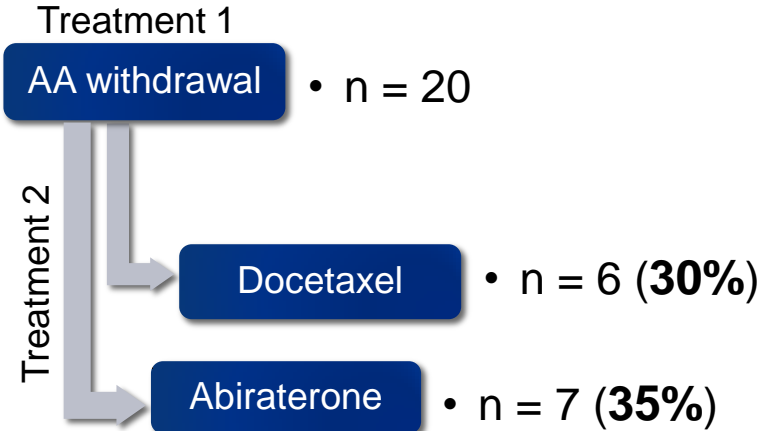 Treatment 1
AA withdrawal
• n = 20
Treatment 2
Docetaxel
• n = 6 (30%)
Abiraterone
• n = 7 (35%)